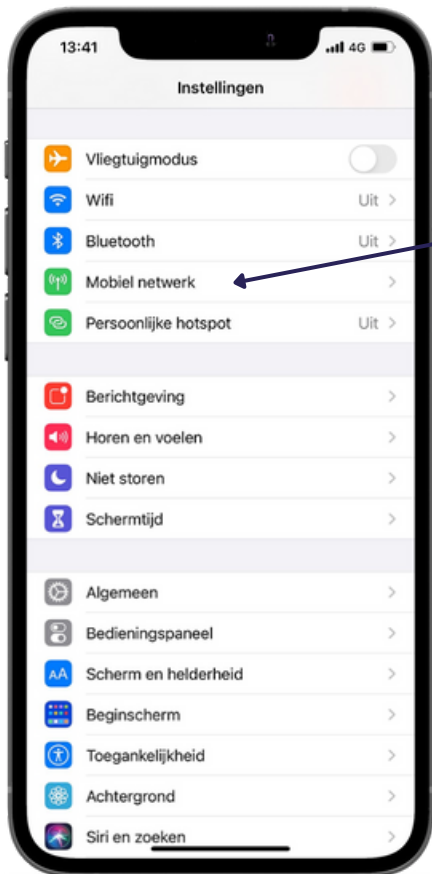 13:41
4G
Instellingen
Vliegtuigmodus
Wifi Uit
Bluetooth Uit
Mobiel netwerk
Persoonlijke hotspot Uit
Berichtgeving
Horen en voelen
Niet storen
Schermtijd
Algemeen
Bedieningspaneel
AA Scherm en helderheid
Beginscherm
Toegankelijkheid
Achtergrond
Siri en zoeken